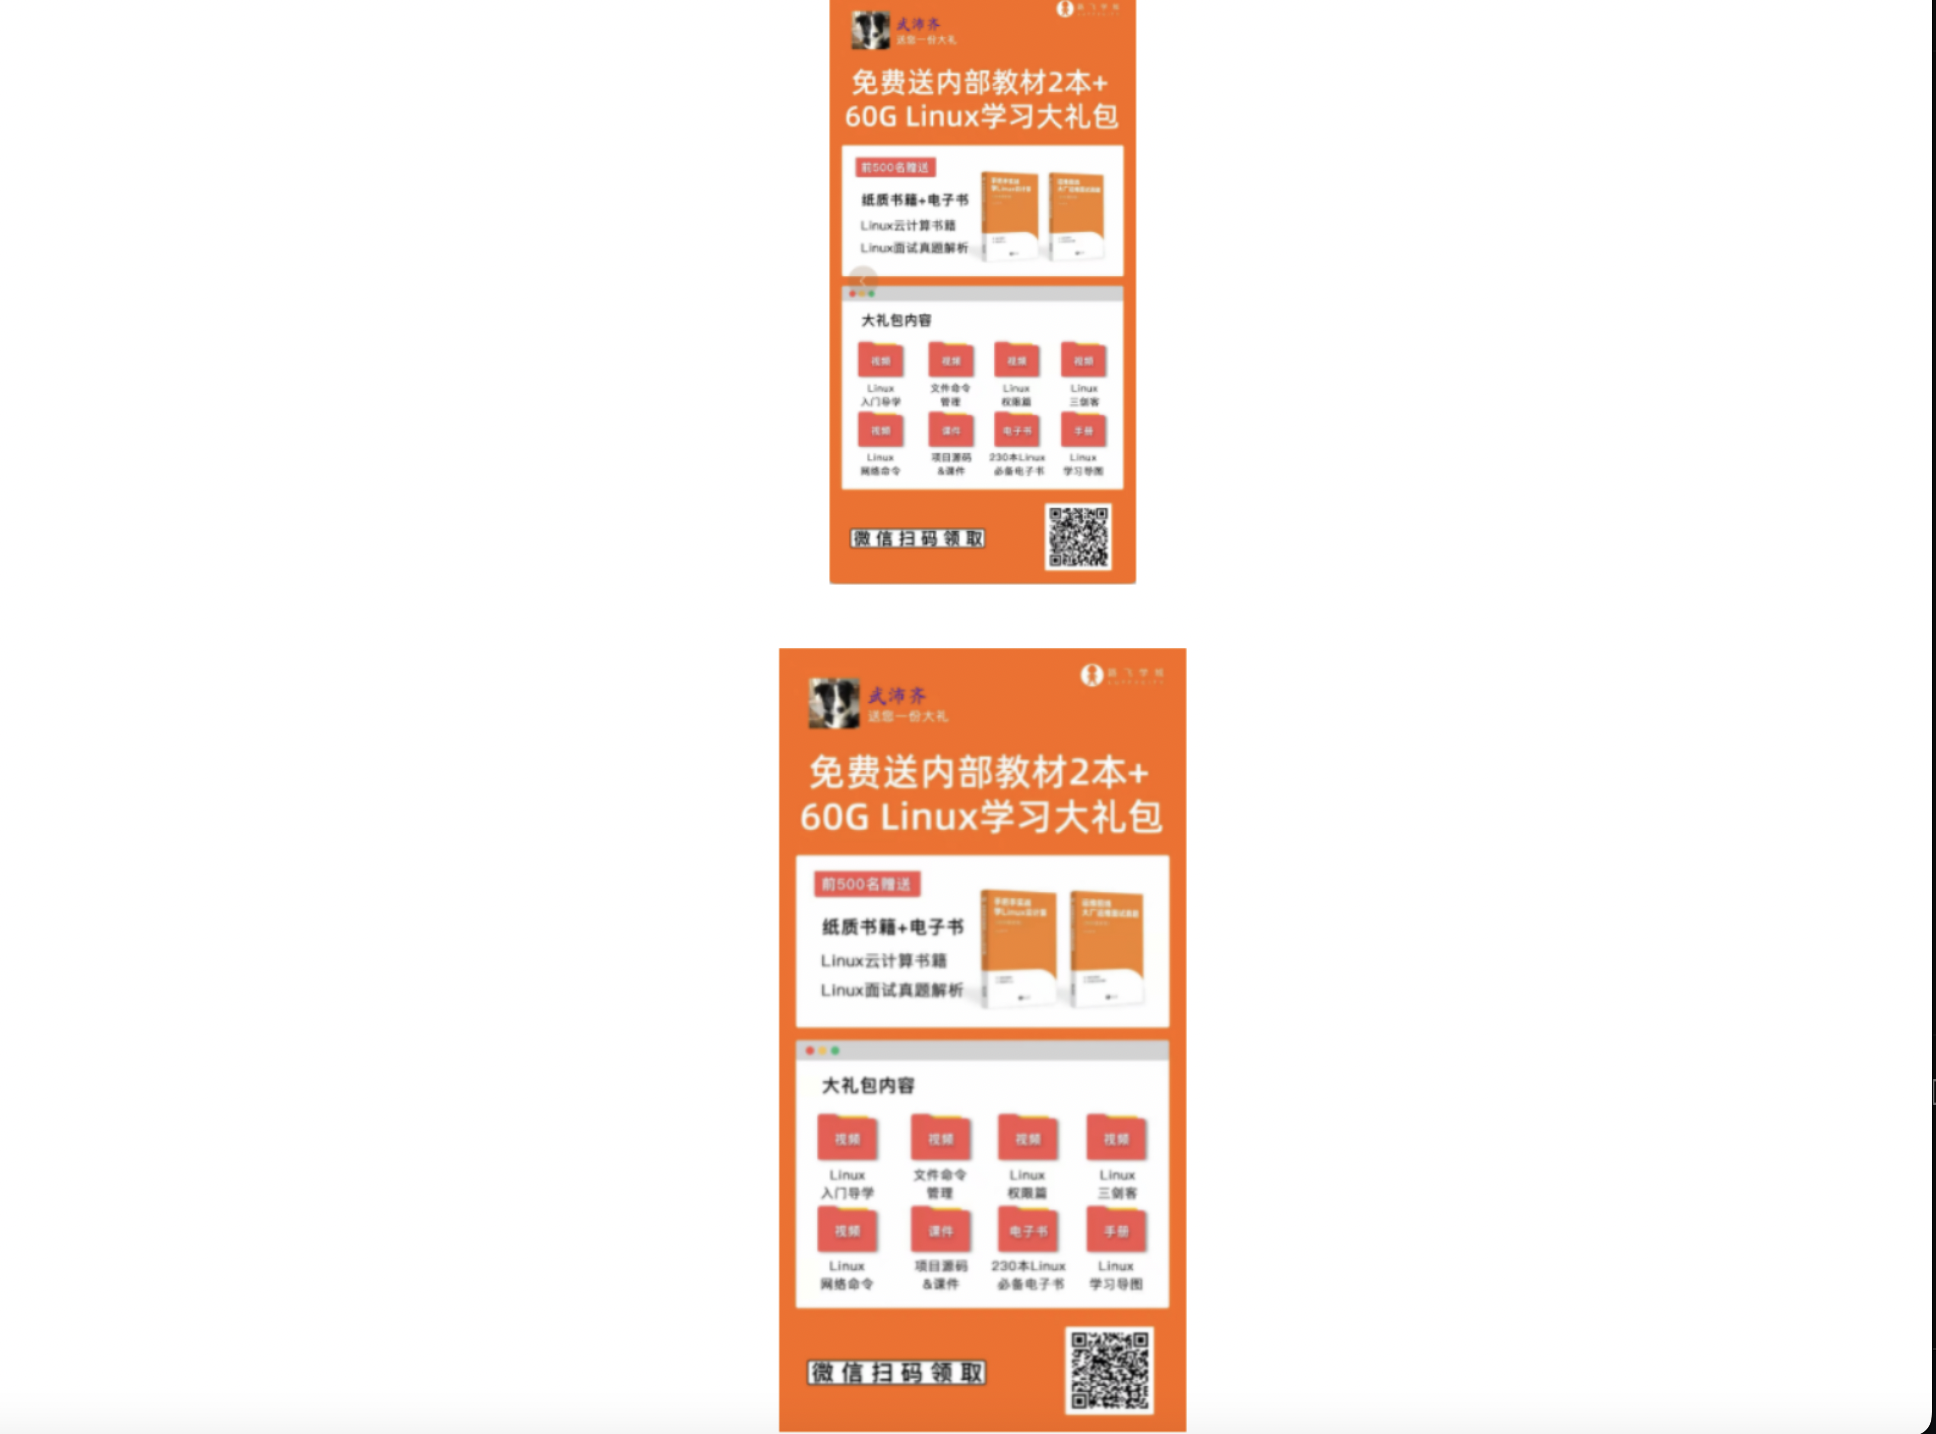 武沛齐
送您一份大礼
免费送内部教材2本+
60G Linux学习大礼包
前500名赠送
纸质书籍+电子书
Linux云计算书籍
Linux面试真题解析
大礼包内容
视频 视频 视频 视频
Linux 文件命令 Linux Linux
入门导学 管理 权限篇 三剑客
视频 课件 电子书 手册
Linux 项目源码 230本Linux Linux
网络命令 &课件 必备电子书 学习导图
微信扫码领取
武沛齐
送您一份大礼
免费送内部教材2本+
60G Linux学习大礼包
前500名赠送
纸质书籍+电子书
Linux云计算书籍
Linux面试真题解析
大礼包内容
视频 视频 视频 视频
Linux 文件命令 Linux Linux
入门导学 管理 权限篇 三剑客
视频 课件 电子书 手册
Linux 项目源码 230本Linux Linux
网络命令 &课件 必备电子书 学习导图
微信扫码领取